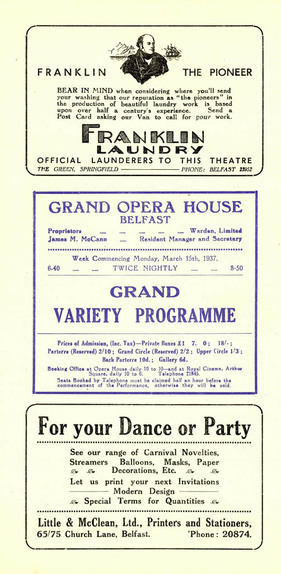 FRANKLIN THE PIONEER
BEAR IN MIND when considering where you'll send
your washing that our reputation as "the pioneers" in
the production of beautiful laundry work is based
upon over half a century's experience. Send a
Post Card asking our Van to call for your work.
FRANKLIN
LAUNDRY
OFFICIAL LAUNDERERS TO THIS THEATRE
THE GREEN, SPRINGFIELD — PHONE: BELFAST
GRAND OPERA HOUSE
BELFAST
Proprietors — — — — — — Warden, Limited
James M. McCann — — Resident Manager and Secretary
Week Commencing Monday, March 15th, 1937.
6-40 — — TWICE NIGHTLY — — 8-50
GRAND
VARIETY PROGRAMME
Prices of Admission, (Inc. Tax)—Private Boxes £1 7. 0; 18/-;
Parterre (Reserved) 2/10; Grand Circle (Reserved) 2/2; Upper Circle 1/3;
Back Parterre 10d.; Gallery 6d.
Booking Office at Opera House daily 10 to 10—and at Royal Cinema, Arthur
Square, daily 10 to 6. Telephone
Seats Booked by Telephone must be claimed half an hour before the
commencement of the Performance, otherwise they will be sold.
For your Dance or Party
See our range of Carnival Novelties,
Streamers Balloons, Masks, Paper
Decorations, Etc.
Let us print your next Invitations
Modern Design
Special Terms for Quantities
Little & McClean, Ltd., Printers and Stationers,
65/75 Church Lane, Belfast. 'Phone: 20874.